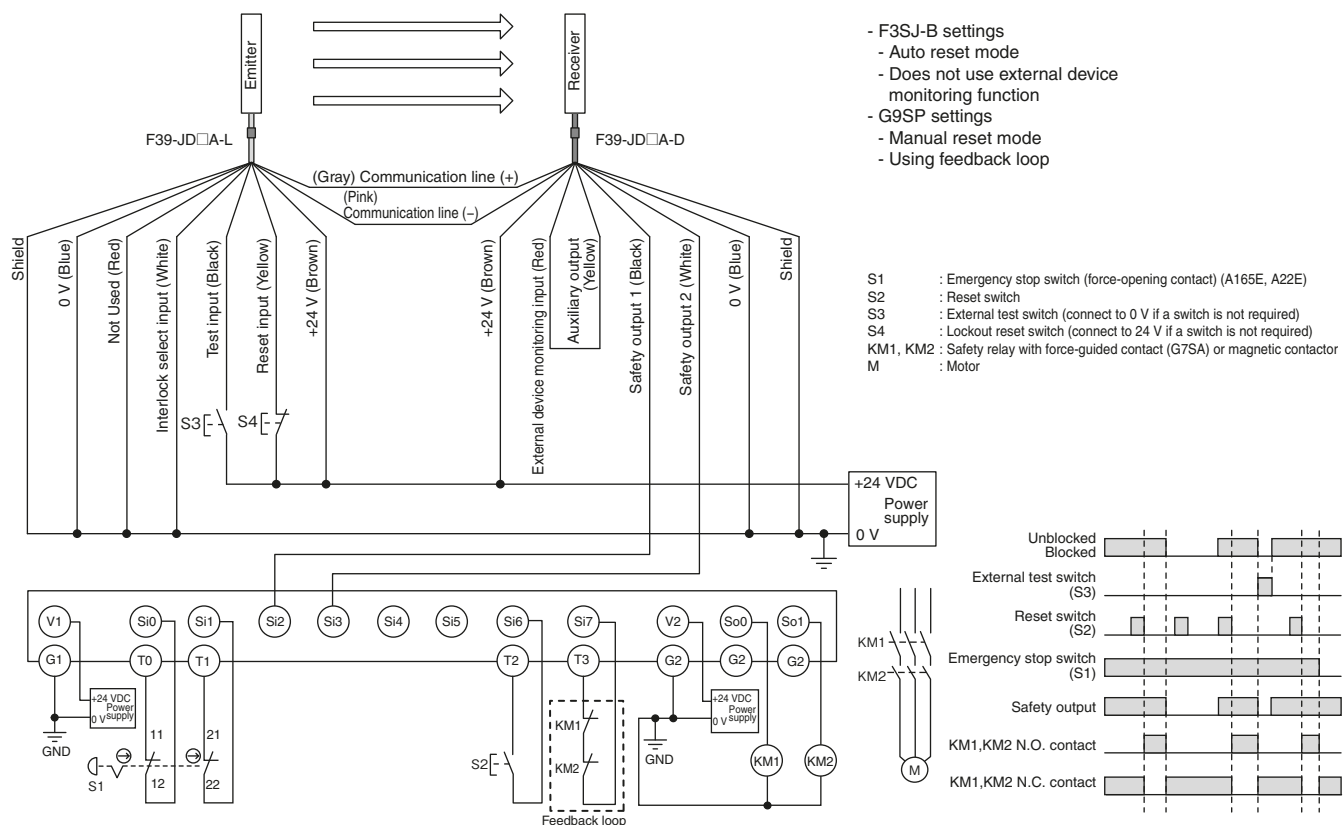 Emitter
Receiver
F39-JD□A-L
F39-JD□A-D
- F3SJ-B settings
- Auto reset mode
- Does not use external device
monitoring function
- G9SP settings
- Manual reset mode
- Using feedback loop
(Gray) Communication line (+)
(Pink)
Communication line (−)
Shield
0 V (Blue)
Not Used (Red)
Interlock select input (White)
Test input (Black)
Reset input (Yellow)
+24 V (Brown)
+24 V (Brown)
External device monitoring input (Red)
Auxiliary output
(Yellow)
Safety output 1 (Black)
Safety output 2 (White)
0 V (Blue)
Shield
S3
S4
S1 : Emergency stop switch (force-opening contact) (A165E, A22E)
S2 : Reset switch
S3 : External test switch (connect to 0 V if a switch is not required)
S4 : Lockout reset switch (connect to 24 V if a switch is not required)
KM1, KM2 : Safety relay with force-guided contact (G7SA) or magnetic contactor
M : Motor
+24 VDC
Power
supply
0 V
V1 Si0 Si1 Si2 Si3 Si4 Si5 Si6 Si7 V2 So0 So1
G1 T0 T1 T2 T3 G2 G2 G2
+24 VDC
Power
supply
0 V
GND
11
12
21
22
S1
S2
KM1
KM2
Feedback loop
+24 VDC
Power
supply
0 V
GND
KM1
KM2
KM1
KM2
M
Unblocked
Blocked
External test switch
(S3)
Reset switch
(S2)
Emergency stop switch
(S1)
Safety output
KM1,KM2 N.O. contact
KM1,KM2 N.C. contact